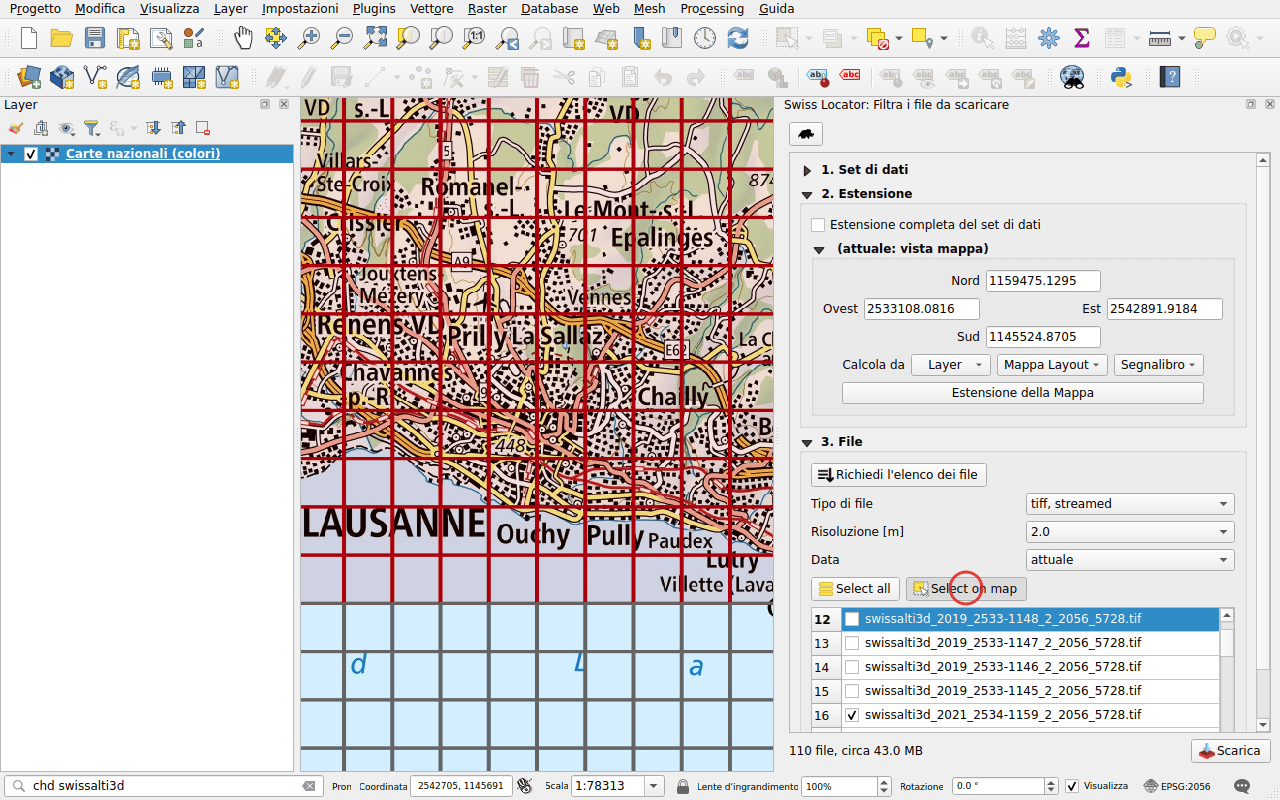 Progetto Modifica Visualizza Layer Impostazioni Plugins Vettore Raster Database Web Mesh Processing Guida
Layer
Carte nazionali (colori)
VD s.-L VD
5
Villars-
Ste-Croix
Romanel-
-L.
874
Crissier
Le Mont-s.-L
701 Epalinges
A9
Jouxtens-
Mézery
Vennes
Renens VD
Prilly La Sallaz
E62
La C
Chavannes
p.-R
9
Chailly
B
448
LAUSANNE Ouchy Pully Paudex
Lutry
Villette (Lava
d L a
Swiss Locator: Filtra i file da scaricare
1. Set di dati
2. Estensione
Estensione completa del set di dati
(attuale: vista mappa)
Nord 1159475.1295
Ovest 2533108.0816 Est 2542891.9184
Sud 1145524.8705
Calcola da Layer Mappa Layout Segnalibro
Estensione della Mappa
3. File
Richiedi l'elenco dei file
Tipo di file tiff, streamed
Risoluzione [m] 2.0
Data attuale
Select all Select on map
12 swissalti3d_2019_2533-1148_2_2056_5728.tif
13 swissalti3d_2019_2533-1147_2_2056_5728.tif
14 swissalti3d_2019_2533-1146_2_2056_5728.tif
15 swissalti3d_2019_2533-1145_2_2056_5728.tif
16 swissalti3d_2021_2534-1159_2_2056_5728.tif
110 file, circa 43.0 MB Scarica
chd swissalti3d Pron Coordinata 2542705, 1145691 Scala 1:78313 Lente d'ingrandimento 100% Rotazione 0.0 ° Visualizza EPSG:2056